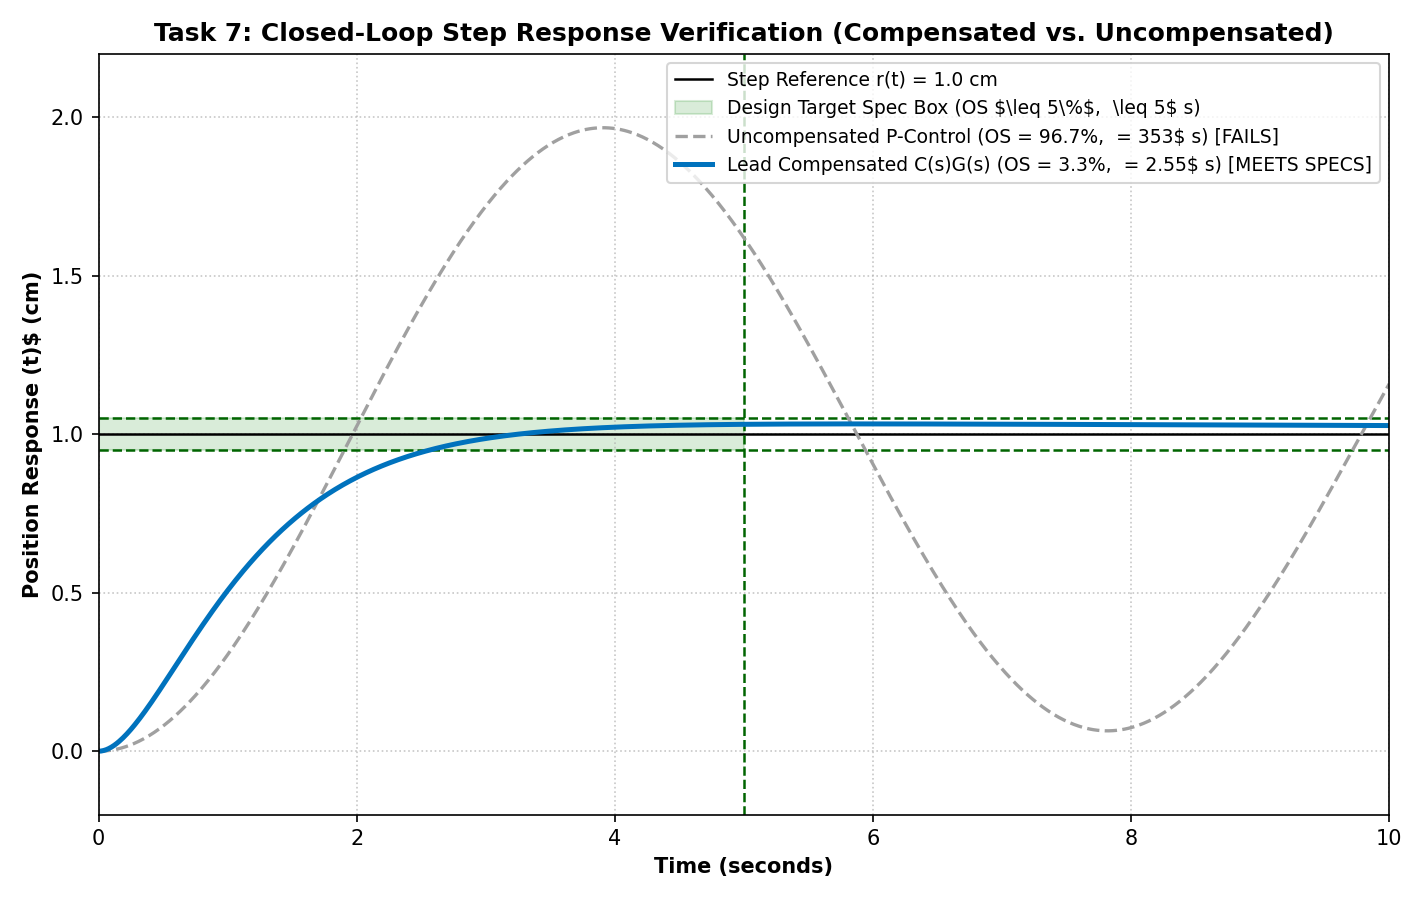 Task 7: Closed-Loop Step Response Verification (Compensated vs. Uncompensated)
Step Reference r(t) = 1.0 cm
Design Target Spec Box (OS $\leq 5\%$,  \leq 5$ s)
Uncompensated P-Control (OS = 96.7%,  = 353$ s) [FAILS]
Lead Compensated C(s)G(s) (OS = 3.3%,  = 2.55$ s) [MEETS SPECS]
Position Response (t)$ (cm)
2.0
1.5
1.0
0.5
0.0
0 2 4 6 8 10
Time (seconds)